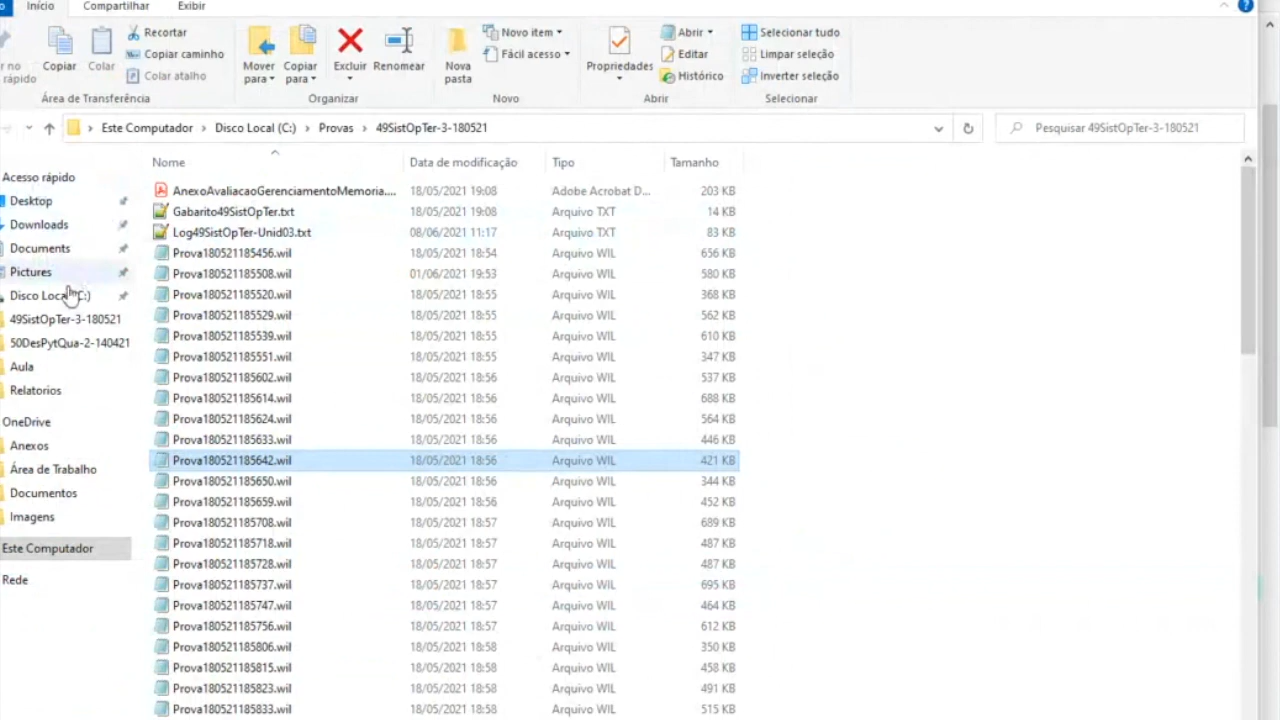 Início Compartilhar Exibir
Copiar Colar Recortar Copiar caminho Colar atalho
Mover para Copiar para Excluir Renomear
Nova pasta Novo item Fácil acesso
Propriedades Abrir Editar Histórico
Selecionar tudo Limpar seleção Inverter seleção
Área de Transferência Organizar Novo Abrir Selecionar
Este Computador > Disco Local (C:) > Provas > 49SistOpTer-3-180521 Pesquisar 49SistOpTer-3-180521
Acesso rápido
Desktop
Downloads
Documents
Pictures
Disco Local (C:)
49SistOpTer-3-180521
50DesPytQua-2-140421
Aula
Relatorios
OneDrive
Anexos
Área de Trabalho
Documentos
Imagens
Este Computador
Rede
Nome Data de modificação Tipo Tamanho
AnexoAvaliacaoGerenciamentoMemoria.... 18/05/2021 19:08 Adobe Acrobat D... 203 KB
Gabarito49SistOpTer.txt 18/05/2021 19:08 Arquivo TXT 14 KB
Log49SistOpTer-Unid03.txt 08/06/2021 11:17 Arquivo TXT 83 KB
Prova180521185456.wil 18/05/2021 18:54 Arquivo WIL 656 KB
Prova180521185508.wil 01/06/2021 19:53 Arquivo WIL 580 KB
Prova180521185520.wil 18/05/2021 18:55 Arquivo WIL 368 KB
Prova180521185529.wil 18/05/2021 18:55 Arquivo WIL 562 KB
Prova180521185539.wil 18/05/2021 18:55 Arquivo WIL 610 KB
Prova180521185551.wil 18/05/2021 18:55 Arquivo WIL 347 KB
Prova180521185602.wil 18/05/2021 18:56 Arquivo WIL 537 KB
Prova180521185614.wil 18/05/2021 18:56 Arquivo WIL 688 KB
Prova180521185624.wil 18/05/2021 18:56 Arquivo WIL 564 KB
Prova180521185633.wil 18/05/2021 18:56 Arquivo WIL 446 KB
Prova180521185642.wil 18/05/2021 18:56 Arquivo WIL 421 KB
Prova180521185650.wil 18/05/2021 18:56 Arquivo WIL 344 KB
Prova180521185659.wil 18/05/2021 18:56 Arquivo WIL 452 KB
Prova180521185708.wil 18/05/2021 18:57 Arquivo WIL 689 KB
Prova180521185718.wil 18/05/2021 18:57 Arquivo WIL 487 KB
Prova180521185728.wil 18/05/2021 18:57 Arquivo WIL 487 KB
Prova180521185737.wil 18/05/2021 18:57 Arquivo WIL 695 KB
Prova180521185747.wil 18/05/2021 18:57 Arquivo WIL 464 KB
Prova180521185756.wil 18/05/2021 18:57 Arquivo WIL 612 KB
Prova180521185806.wil 18/05/2021 18:58 Arquivo WIL 350 KB
Prova180521185815.wil 18/05/2021 18:58 Arquivo WIL 458 KB
Prova180521185823.wil 18/05/2021 18:58 Arquivo WIL 491 KB
Prova180521185833.wil 18/05/2021 18:58 Arquivo WIL 515 KB